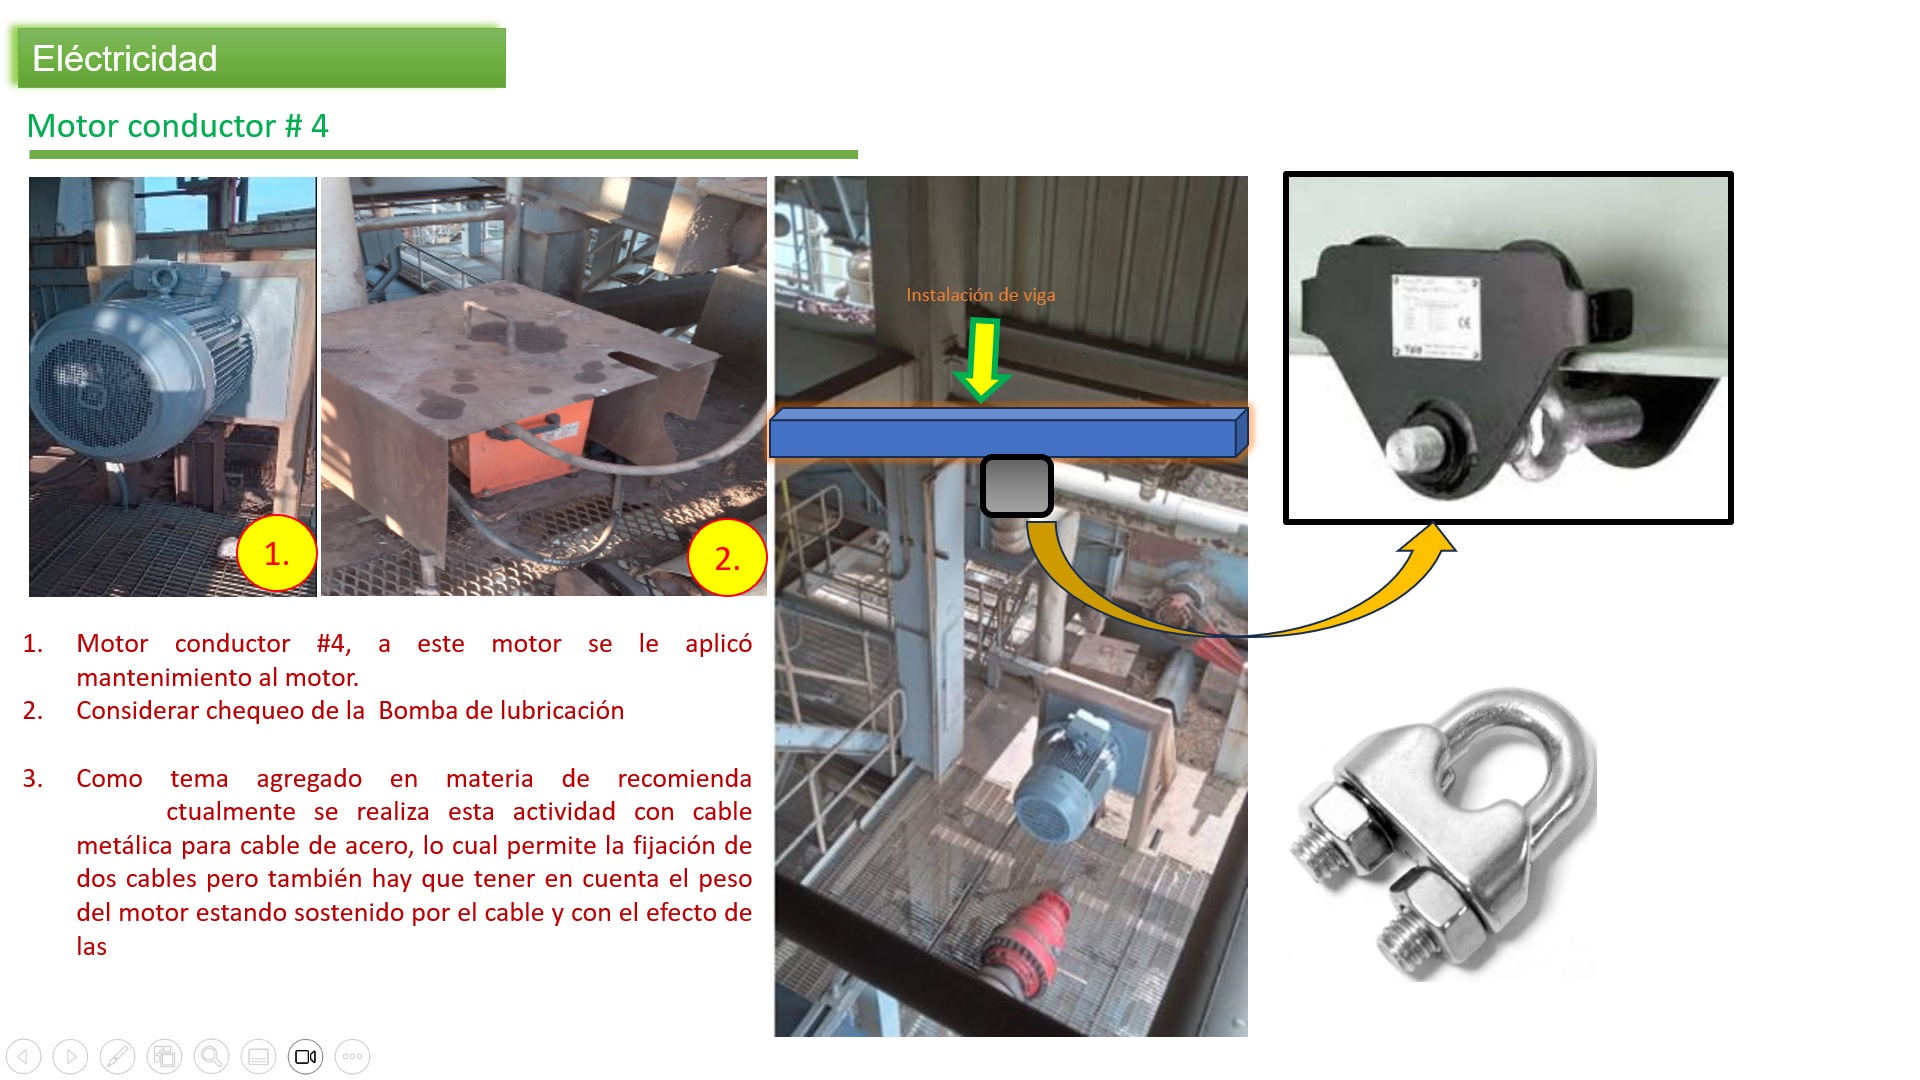 Eléctricidad
Motor conductor # 4
Instalación de viga
Yale
CE
1.
2.
1. Motor conductor #4, a este motor se le aplicó
mantenimiento al motor.
2. Considerar chequeo de la Bomba de lubricación
3. Como tema agregado en materia de recomienda
ctualmente se realiza esta actividad con cable
metálica para cable de acero, lo cual permite la fijación de
dos cables pero también hay que tener en cuenta el peso
del motor estando sostenido por el cable y con el efecto de
las